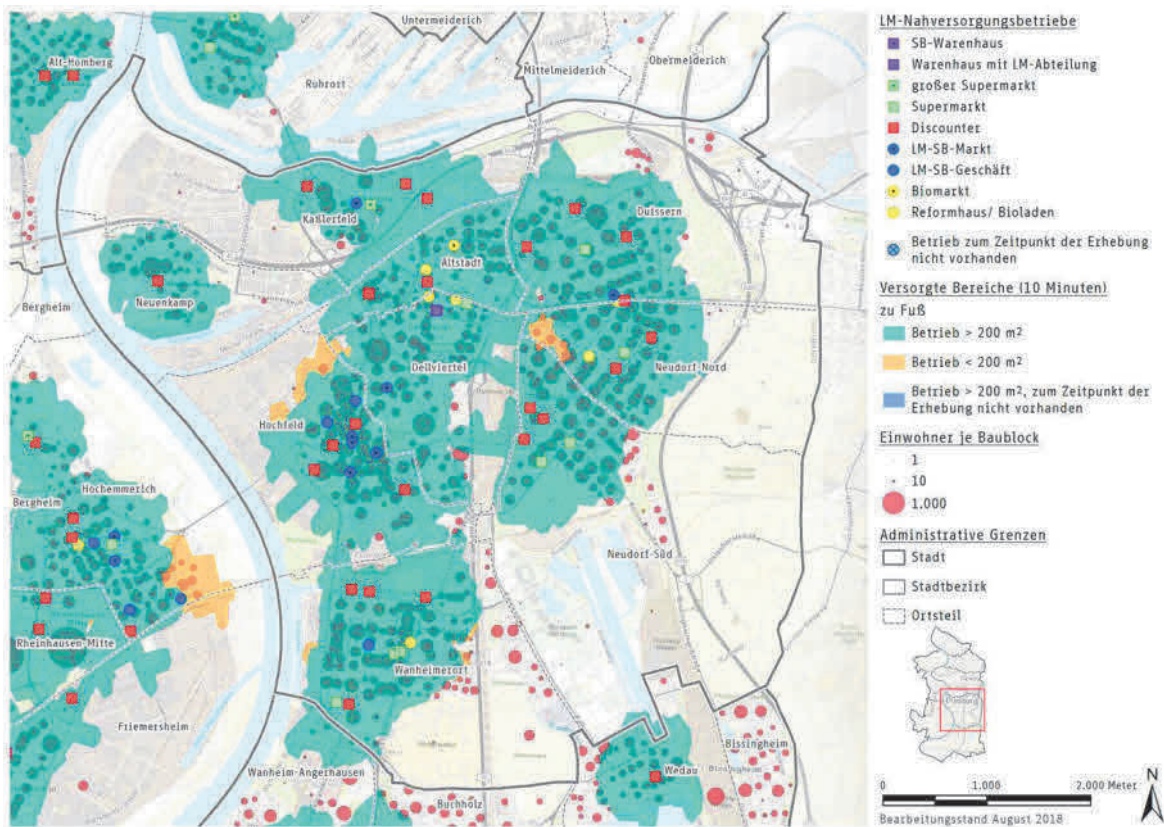 Untermeiderich
Alt-Homberg
Mittelmeiderich
Obermeiderich
Ruhrort
Kaßlerfeld
Duissern
Altstadt
Neuenkamp
Bergheim
Dellviertel
Neudorf-Nord
Hochfeld
Hochemmerich
Bergheim
Neudorf-Süd
Rheinhausen-Mitte
Wanheimerort
Friemersheim
Wanheim-Angerhausen
Bissingheim
Wedau
Buchholz
LM-Nahversorgungsbetriebe
SB-Warenhaus
Warenhaus mit LM-Abteilung
großer Supermarkt
Supermarkt
Discounter
LM-SB-Markt
LM-SB-Geschäft
Biomarkt
Reformhaus/ Bioladen
Betrieb zum Zeitpunkt der Erhebung
nicht vorhanden
Versorgte Bereiche (10 Minuten)
zu Fuß
Betrieb > 200 m²
Betrieb < 200 m²
Betrieb > 200 m², zum Zeitpunkt der
Erhebung nicht vorhanden
Einwohner je Baublock
1
10
1.000
Administrative Grenzen
Stadt
Stadtbezirk
Ortsteil
Duisburg
N
0 1.000 2.000 Meter
Bearbeitungsstand August 2018